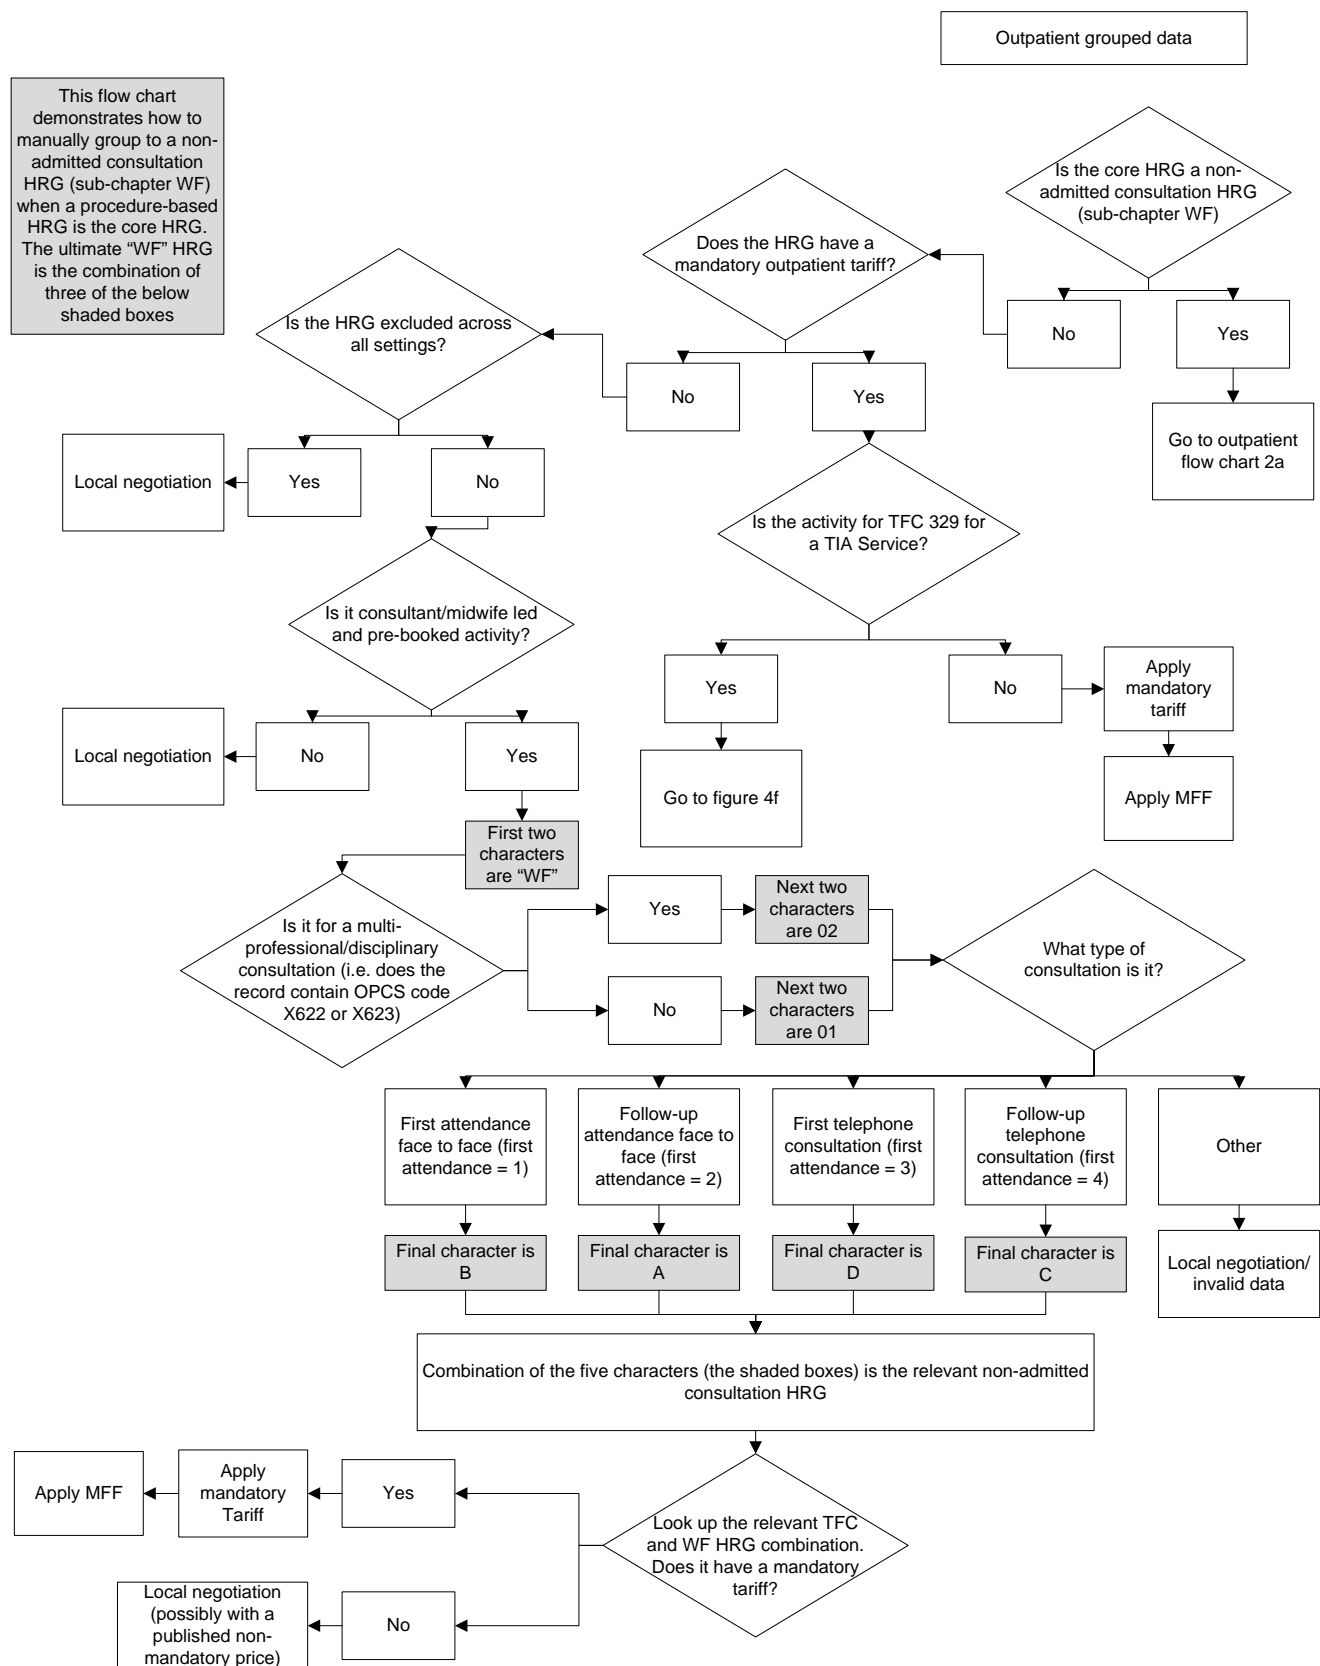 Outpatient grouped data
This flow chart
demonstrates how to
manually group to a non-
admitted consultation
HRG (sub-chapter WF)
when a procedure-based
HRG is the core HRG.
The ultimate “WF” HRG
is the combination of
three of the below
shaded boxes
Is the core HRG a non-
admitted consultation HRG
(sub-chapter WF)
Does the HRG have a
mandatory outpatient tariff?
Is the HRG excluded across
all settings?
No
Yes
No
Yes
Go to outpatient
flow chart 2a
Local negotiation
Yes
No
Is the activity for TFC 329 for
a TIA Service?
Is it consultant/midwife led
and pre-booked activity?
Yes
No
Apply
mandatory
tariff
Local negotiation
No
Yes
Go to figure 4f
Apply MFF
First two
characters
are “WF”
Is it for a multi-
professional/disciplinary
consultation (i.e. does the
record contain OPCS code
X622 or X623)
Yes
Next two
characters
are 02
No
Next two
characters
are 01
What type of
consultation is it?
First attendance
face to face (first
attendance = 1)
Follow-up
attendance face to
face (first
attendance = 2)
First telephone
consultation (first
attendance = 3)
Follow-up
telephone
consultation (first
attendance = 4)
Other
Final character is
B
Final character is
A
Final character is
D
Final character is
C
Local negotiation/
invalid data
Combination of the five characters (the shaded boxes) is the relevant non-admitted
consultation HRG
Apply MFF
Apply
mandatory
Tariff
Yes
Look up the relevant TFC
and WF HRG combination.
Does it have a mandatory
tariff?
Local negotiation
(possibly with a
published non-
mandatory price)
No